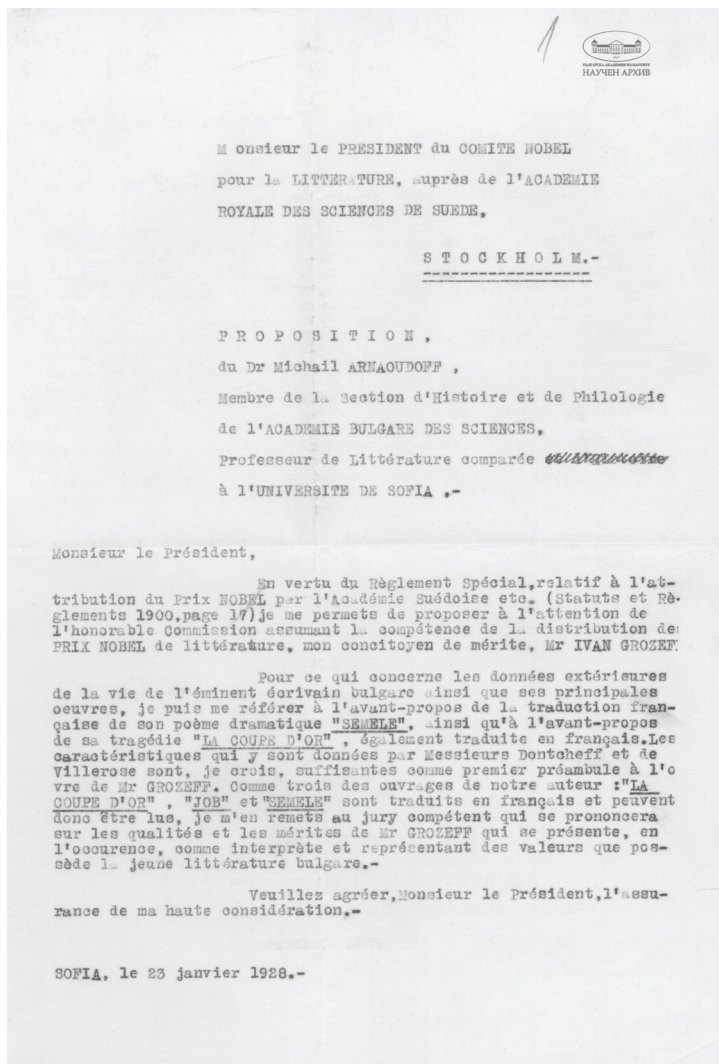 1
БЪЛГАРСКА АКАДЕМИЯ НА НАУКИТЕ
НАУЧЕН АРХИВ
M onsieur le PRESIDENT du COMITE NOBEL
pour la LITTERATURE, auprès de l'ACADEMIE
ROYALE DES SCIENCES DE SUEDE,
S T O C K H O L M.-
P R O P O S I T I O N,
du Dr Michail ARNAOUDOFF ,
Membre de la Section d'Histoire et de Philologie
de l'ACADEMIE BULGARE DES SCIENCES,
Professeur de Littérature comparée
à l'UNIVERSITE DE SOFIA ,-
Monsieur le Président,
En vertu du Règlement Spécial,relatif à l'at-
tribution du Prix NOBEL par l'Académie Suédoise etc. (Statuts et Rè-
glements 1900,page 17)je me permets de proposer à l'attention de
l'honorable Commission assumant la compétence de la distribution des
PRIX NOBEL de littérature, mon concitoyen de mérite, Mr IVAN GROZEF
Pour ce qui concerne les données extérieures
de la vie de l'éminent écrivain bulgare ainsi que ses principales
oeuvres, je puis me référer à l'avant-propos de la traduction fran-
çaise de son poème dramatique "SEMELE", ainsi qu'à l'avant-propos
de sa tragédie "LA COUPE D'OR" , également traduite en français.Les
caractéristiques qui y sont données par Messieurs Dontcheff et de
Villerose sont, je crois, suffisantes comme premier préambule à l'o
vre de Mr GROZEFF. Comme trois des ouvrages de notre auteur :"LA
COUPE D'OR" , "JOB" et "SEMELE" sont traduits en français et peuvent
donc être lus, je m'en remets au jury compétent qui se prononcera
sur les qualités et les mérites de Mr GROZEFF qui se présente, en
l'occurence, comme interprète et représentant des valeurs que pos-
sède la jeune littérature bulgare.-
Veuillez agréer,Monsieur le Président,l'assu-
rance de ma haute considération.-
SOFIA, le 23 janvier 1928.-